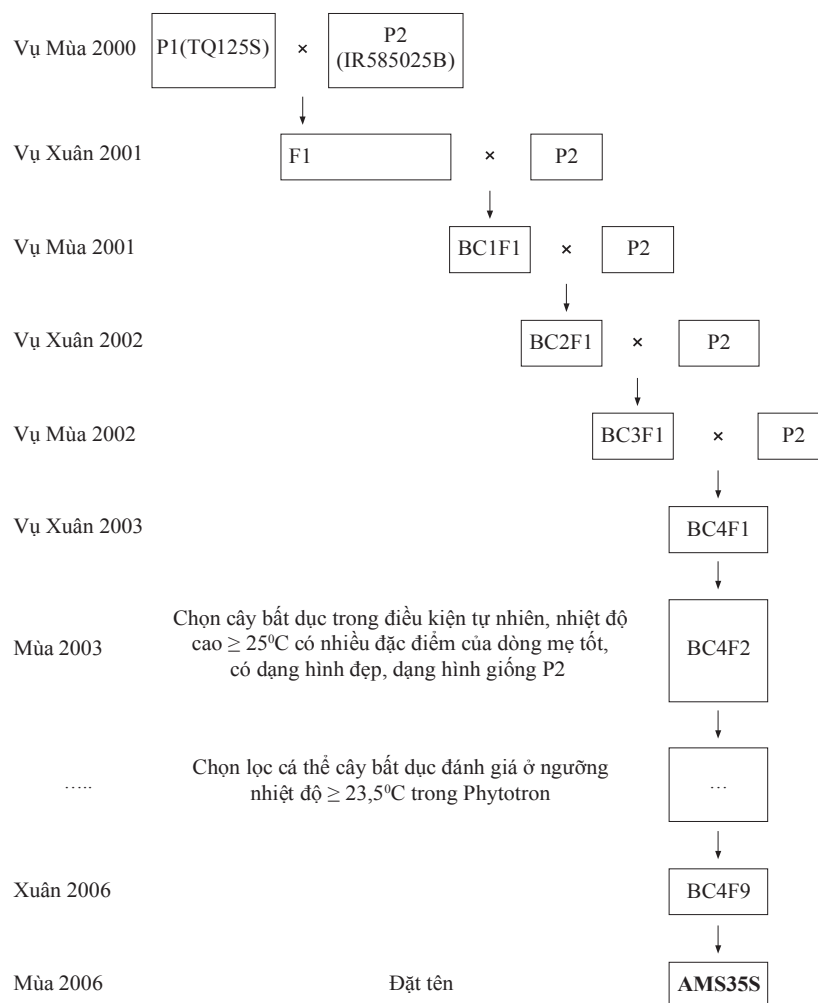 Vụ Mùa 2000
P1(TQ125S)
×
P2
(IR585025B)
Vụ Xuân 2001
F1
×
P2
Vụ Mùa 2001
BC1F1
×
P2
Vụ Xuân 2002
BC2F1
×
P2
Vụ Mùa 2002
BC3F1
×
P2
Vụ Xuân 2003
BC4F1
Mùa 2003
Chọn cây bất dục trong điều kiện tự nhiên, nhiệt độ
cao ≥ 25⁰C có nhiều đặc điểm của dòng mẹ tốt,
có dạng hình đẹp, dạng hình giống P2
BC4F2
…..
Chọn lọc cá thể cây bất dục đánh giá ở ngưỡng
nhiệt độ ≥ 23,5⁰C trong Phytotron
…
Xuân 2006
BC4F9
Mùa 2006
Đặt tên
AMS35S